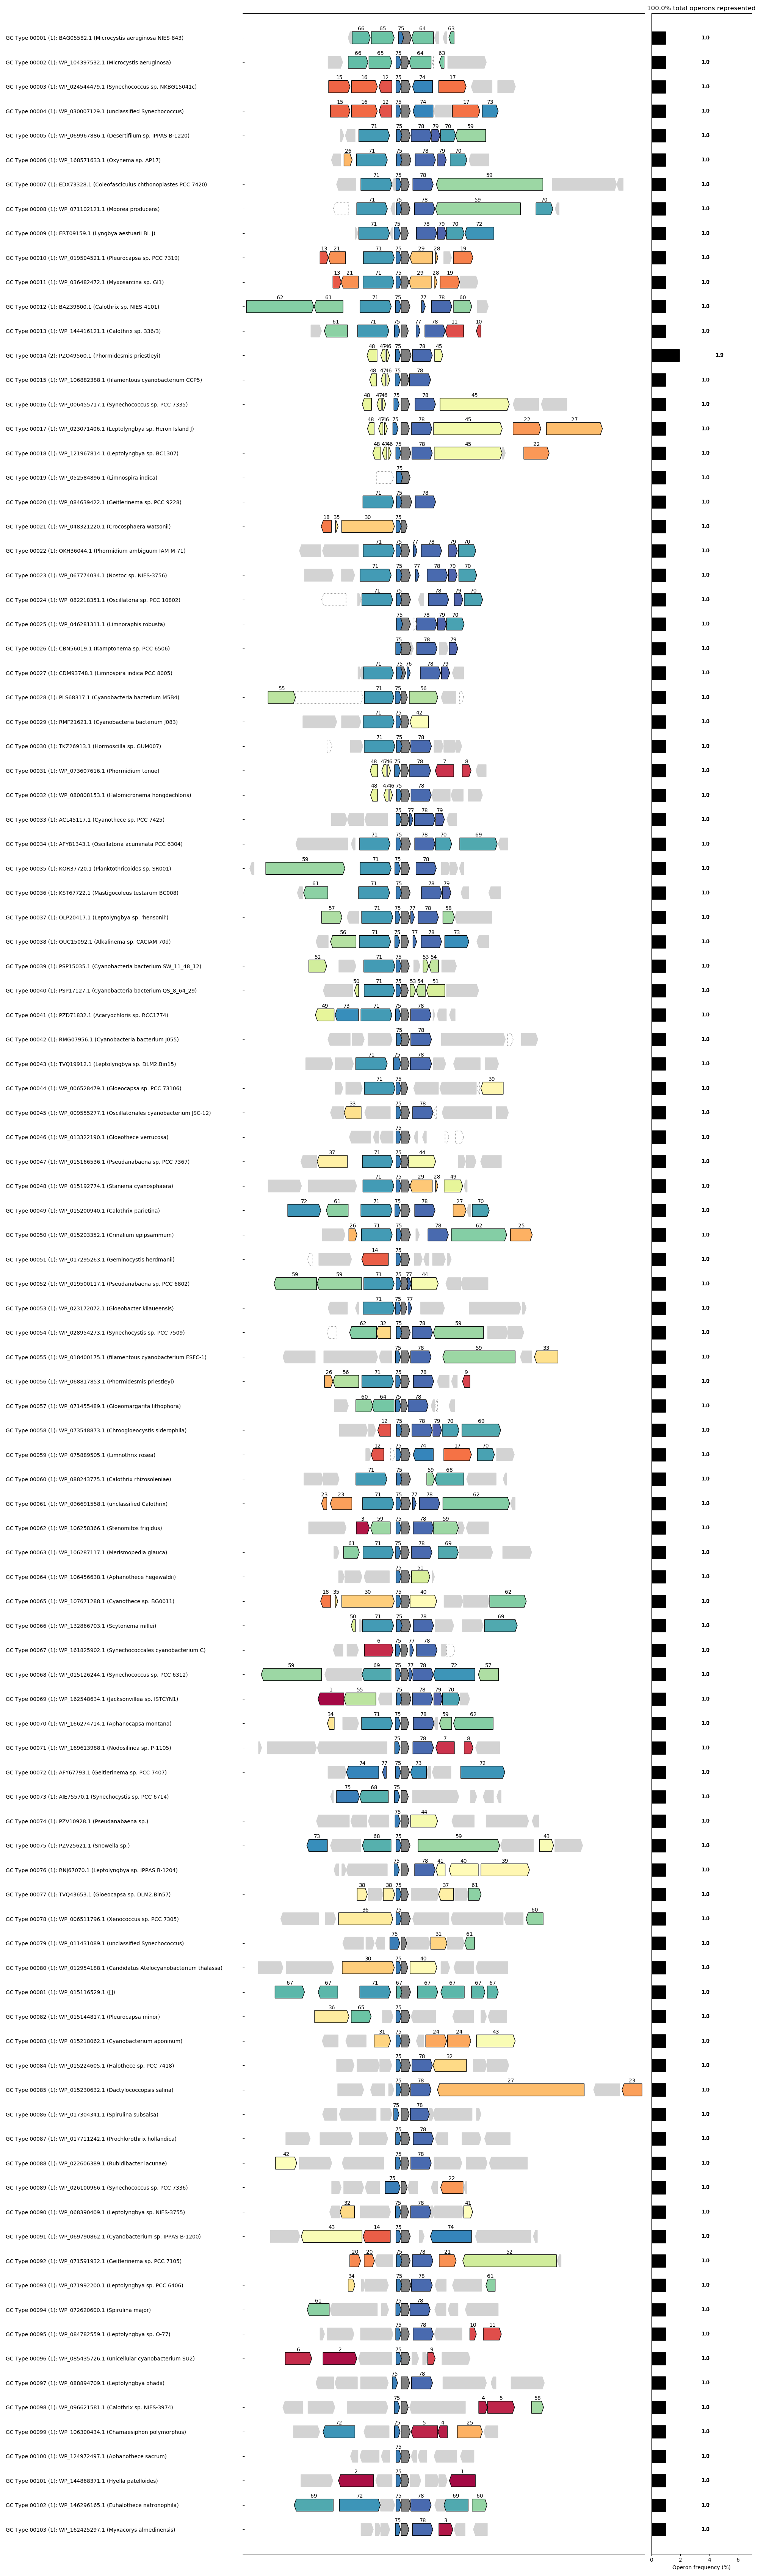 100.0% total operons represented
GC Type 00001 (1): BAG05582.1 (Microcystis aeruginosa NIES-843) 66 65 75 64 63 1.0
GC Type 00002 (1): WP_104397532.1 (Microcystis aeruginosa) 66 65 75 64 63 1.0
GC Type 00003 (1): WP_024544479.1 (Synechococcus sp. NKBG15041c) 15 16 12 75 74 17 1.0
GC Type 00004 (1): WP_030007129.1 (unclassified Synechococcus) 15 16 12 75 74 17 73 1.0
GC Type 00005 (1): WP_069967886.1 (Desertifilum sp. IPPAS B-1220) 71 75 78 79 70 59 1.0
GC Type 00006 (1): WP_168571633.1 (Oxynema sp. AP17) 26 71 75 78 79 70 1.0
GC Type 00007 (1): EDX73328.1 (Coleofasciculus chthonoplastes PCC 7420) 71 75 78 59 1.0
GC Type 00008 (1): WP_071102121.1 (Moorea producens) 71 75 78 59 70 1.0
GC Type 00009 (1): ERT09159.1 (Lyngbya aestuarii BL J) 71 75 78 79 70 72 1.0
GC Type 00010 (1): WP_019504521.1 (Pleurocapsa sp. PCC 7319) 13 21 71 75 29 28 19 1.0
GC Type 00011 (1): WP_036482472.1 (Myxosarcina sp. GI1) 13 21 71 75 29 28 19 1.0
GC Type 00012 (1): BAZ39800.1 (Calothrix sp. NIES-4101) 62 61 71 75 77 78 60 1.0
GC Type 00013 (1): WP_144416121.1 (Calothrix sp. 336/3) 61 71 75 77 78 11 10 1.0
GC Type 00014 (2): PZO49560.1 (Phormidesmis priestleyi) 48 47 46 75 78 45 1.9
GC Type 00015 (1): WP_106882388.1 (filamentous cyanobacterium CCP5) 48 47 46 75 78 1.0
GC Type 00016 (1): WP_006455717.1 (Synechococcus sp. PCC 7335) 48 47 46 75 78 45 1.0
GC Type 00017 (1): WP_023071406.1 (Leptolyngbya sp. Heron Island J) 48 47 46 75 78 45 22 27 1.0
GC Type 00018 (1): WP_121967814.1 (Leptolyngbya sp. BC1307) 48 47 46 75 78 45 22 1.0
GC Type 00019 (1): WP_052584896.1 (Limnospira indica) 75 1.0
GC Type 00020 (1): WP_084639422.1 (Geitlerinema sp. PCC 9228) 71 75 78 1.0
GC Type 00021 (1): WP_048321220.1 (Crocosphaera watsonii) 18 35 30 75 1.0
GC Type 00022 (1): OKH36044.1 (Phormidium ambiguum IAM M-71) 71 75 77 78 79 70 1.0
GC Type 00023 (1): WP_067774034.1 (Nostoc sp. NIES-3756) 71 75 77 78 79 70 1.0
GC Type 00024 (1): WP_082218351.1 (Oscillatoria sp. PCC 10802) 71 75 78 79 70 1.0
GC Type 00025 (1): WP_046281311.1 (Limnoraphis robusta) 75 78 79 70 1.0
GC Type 00026 (1): CBN56019.1 (Kamptonema sp. PCC 6506) 75 78 79 1.0
GC Type 00027 (1): CDM93748.1 (Limnospira indica PCC 8005) 71 75 76 78 79 1.0
GC Type 00028 (1): PLS68317.1 (Cyanobacteria bacterium M5B4) 55 71 75 56 1.0
GC Type 00029 (1): RMF21621.1 (Cyanobacteria bacterium J083) 71 75 42 1.0
GC Type 00030 (1): TKZ26913.1 (Hormoscilla sp. GUM007) 71 75 78 1.0
GC Type 00031 (1): WP_073607616.1 (Phormidium tenue) 48 47 46 75 78 7 8 1.0
GC Type 00032 (1): WP_080808153.1 (Halomicronema hongdechloris) 48 47 46 75 78 1.0
GC Type 00033 (1): ACL45117.1 (Cyanothece sp. PCC 7425) 75 77 78 79 1.0
GC Type 00034 (1): AFY81343.1 (Oscillatoria acuminata PCC 6304) 71 75 78 70 69 1.0
GC Type 00035 (1): KOR37720.1 (Planktothricoides sp. SR001) 59 71 75 78 1.0
GC Type 00036 (1): KST67722.1 (Mastigocoleus testarum BC008) 61 71 75 78 79 1.0
GC Type 00037 (1): OLP20417.1 (Leptolyngbya sp. 'hensonii') 57 71 75 77 78 58 1.0
GC Type 00038 (1): OUC15092.1 (Alkalinema sp. CACIAM 70d) 56 71 75 77 78 73 1.0
GC Type 00039 (1): PSP15035.1 (Cyanobacteria bacterium SW_11_48_12) 52 71 75 53 54 1.0
GC Type 00040 (1): PSP17127.1 (Cyanobacteria bacterium QS_8_64_29) 50 71 75 53 54 51 1.0
GC Type 00041 (1): PZD71832.1 (Acaryochloris sp. RCC1774) 49 73 71 75 78 1.0
GC Type 00042 (1): RMG07956.1 (Cyanobacteria bacterium J055) 75 78 1.0
GC Type 00043 (1): TVQ19912.1 (Leptolyngbya sp. DLM2.Bin15) 71 75 78 1.0
GC Type 00044 (1): WP_006528479.1 (Gloeocapsa sp. PCC 73106) 71 75 39 1.0
GC Type 00045 (1): WP_009555277.1 (Oscillatoriales cyanobacterium JSC-12) 33 75 78 1.0
GC Type 00046 (1): WP_013322190.1 (Gloeothece verrucosa) 75 1.0
GC Type 00047 (1): WP_015166536.1 (Pseudanabaena sp. PCC 7367) 37 71 75 44 1.0
GC Type 00048 (1): WP_015192774.1 (Stanieria cyanosphaera) 71 75 29 28 49 1.0
GC Type 00049 (1): WP_015200940.1 (Calothrix parietina) 72 61 71 75 78 27 70 1.0
GC Type 00050 (1): WP_015203352.1 (Crinalium epipsammum) 26 71 75 78 62 25 1.0
GC Type 00051 (1): WP_017295263.1 (Geminocystis herdmanii) 14 75 1.0
GC Type 00052 (1): WP_019500117.1 (Pseudanabaena sp. PCC 6802) 59 59 71 75 77 44 1.0
GC Type 00053 (1): WP_023172072.1 (Gloeobacter kilaueensis) 71 75 77 1.0
GC Type 00054 (1): WP_028954273.1 (Synechocystis sp. PCC 7509) 62 32 75 78 59 1.0
GC Type 00055 (1): WP_018400175.1 (filamentous cyanobacterium ESFC-1) 75 78 59 33 1.0
GC Type 00056 (1): WP_068817853.1 (Phormidesmis priestleyi) 26 56 71 75 78 9 1.0
GC Type 00057 (1): WP_071455489.1 (Gloeomargarita lithophora) 60 64 75 78 1.0
GC Type 00058 (1): WP_073548873.1 (Chroogloeocystis siderophila) 12 75 78 79 70 69 1.0
GC Type 00059 (1): WP_075889505.1 (Limnothrix rosea) 12 75 74 17 70 1.0
GC Type 00060 (1): WP_088243775.1 (Calothrix rhizosoleniae) 71 75 59 68 1.0
GC Type 00061 (1): WP_096691558.1 (unclassified Calothrix) 23 23 71 75 77 78 62 1.0
GC Type 00062 (1): WP_106258366.1 (Stenomitos frigidus) 3 59 75 78 59 1.0
GC Type 00063 (1): WP_106287117.1 (Merismopedia glauca) 61 71 75 78 69 1.0
GC Type 00064 (1): WP_106456638.1 (Aphanothece hegewaldii) 75 51 1.0
GC Type 00065 (1): WP_107671288.1 (Cyanothece sp. BG0011) 18 35 30 75 40 62 1.0
GC Type 00066 (1): WP_132866703.1 (Scytonema millei) 50 71 75 78 69 1.0
GC Type 00067 (1): WP_161825902.1 (Synechococcales cyanobacterium C) 6 75 77 78 1.0
GC Type 00068 (1): WP_015126244.1 (Synechococcus sp. PCC 6312) 59 69 75 77 78 72 57 1.0
GC Type 00069 (1): WP_162548634.1 (Jacksonvillea sp. ISTCYN1) 1 55 75 78 79 70 1.0
GC Type 00070 (1): WP_166274714.1 (Aphanocapsa montana) 34 71 75 78 59 62 1.0
GC Type 00071 (1): WP_169613988.1 (Nodosilinea sp. P-1105) 75 78 7 8 1.0
GC Type 00072 (1): AFY67793.1 (Geitlerinema sp. PCC 7407) 74 77 75 73 72 1.0
GC Type 00073 (1): AIE75570.1 (Synechocystis sp. PCC 6714) 75 68 75 1.0
GC Type 00074 (1): PZV10928.1 (Pseudanabaena sp.) 75 44 1.0
GC Type 00075 (1): PZV25621.1 (Snowella sp.) 73 68 75 59 43 1.0
GC Type 00076 (1): RNJ67070.1 (Leptolyngbya sp. IPPAS B-1204) 75 78 41 40 39 1.0
GC Type 00077 (1): TVQ43653.1 (Gloeocapsa sp. DLM2.Bin57) 38 38 75 37 61 1.0
GC Type 00078 (1): WP_006511796.1 (Xenococcus sp. PCC 7305) 36 75 60 1.0
GC Type 00079 (1): WP_011431089.1 (unclassified Synechococcus) 75 31 61 1.0
GC Type 00080 (1): WP_012954188.1 (Candidatus Atelocyanobacterium thalassa) 30 75 40 1.0
GC Type 00081 (1): WP_015116529.1 ([]) 67 67 71 67 67 67 67 67 1.0
GC Type 00082 (1): WP_015144817.1 (Pleurocapsa minor) 36 65 75 1.0
GC Type 00083 (1): WP_015218062.1 (Cyanobacterium aponinum) 31 75 24 24 43 1.0
GC Type 00084 (1): WP_015224605.1 (Halothece sp. PCC 7418) 75 78 32 1.0
GC Type 00085 (1): WP_015230632.1 (Dactylococcopsis salina) 75 78 27 23 1.0
GC Type 00086 (1): WP_017304341.1 (Spirulina subsalsa) 75 78 1.0
GC Type 00087 (1): WP_017711242.1 (Prochlorothrix hollandica) 75 78 1.0
GC Type 00088 (1): WP_022606389.1 (Rubidibacter lacunae) 42 75 78 1.0
GC Type 00089 (1): WP_026100966.1 (Synechococcus sp. PCC 7336) 75 22 1.0
GC Type 00090 (1): WP_068390409.1 (Leptolyngbya sp. NIES-3755) 32 75 78 41 1.0
GC Type 00091 (1): WP_069790862.1 (Cyanobacterium sp. IPPAS B-1200) 43 14 75 74 1.0
GC Type 00092 (1): WP_071591932.1 (Geitlerinema sp. PCC 7105) 20 20 75 78 21 52 1.0
GC Type 00093 (1): WP_071992200.1 (Leptolyngbya sp. PCC 6406) 34 75 78 61 1.0
GC Type 00094 (1): WP_072620600.1 (Spirulina major) 61 75 78 1.0
GC Type 00095 (1): WP_084782559.1 (Leptolyngbya sp. O-77) 75 78 10 11 1.0
GC Type 00096 (1): WP_085435726.1 (unicellular cyanobacterium SU2) 6 2 75 9 1.0
GC Type 00097 (1): WP_088894709.1 (Leptolyngbya ohadii) 75 78 1.0
GC Type 00098 (1): WP_096621581.1 (Calothrix sp. NIES-3974) 75 4 5 58 1.0
GC Type 00099 (1): WP_106300434.1 (Chamaesiphon polymorphus) 72 75 5 4 25 1.0
GC Type 00100 (1): WP_124972497.1 (Aphanothece sacrum) 75 1.0
GC Type 00101 (1): WP_144868371.1 (Hyella patelloides) 2 75 1 1.0
GC Type 00102 (1): WP_146296165.1 (Euhalothece natronophila) 69 72 75 78 69 60 1.0
GC Type 00103 (1): WP_162425297.1 (Myxacorys almedinensis) 75 78 3 1.0
0 2 4 6
Operon frequency (%)